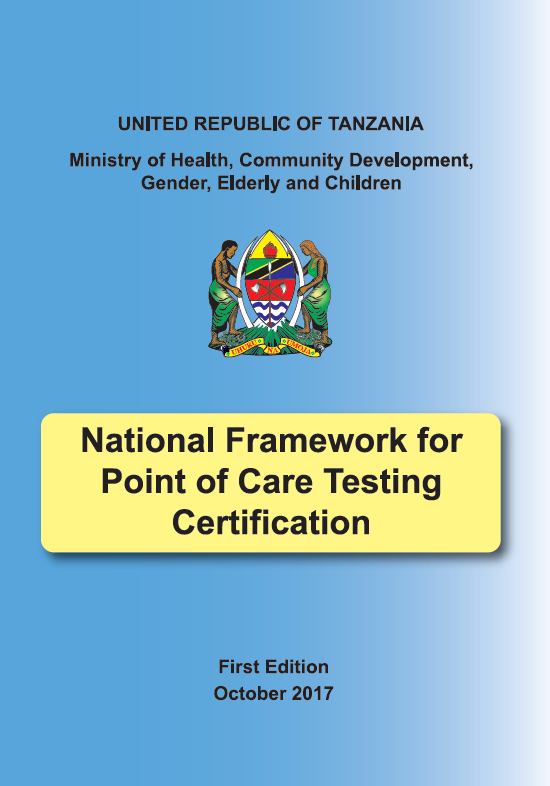 UNITED REPUBLIC OF TANZANIA
Ministry of Health, Community Development,
Gender, Elderly and Children
UHURU NA UMOJA
National Framework for
Point of Care Testing
Certification
First Edition
October 2017